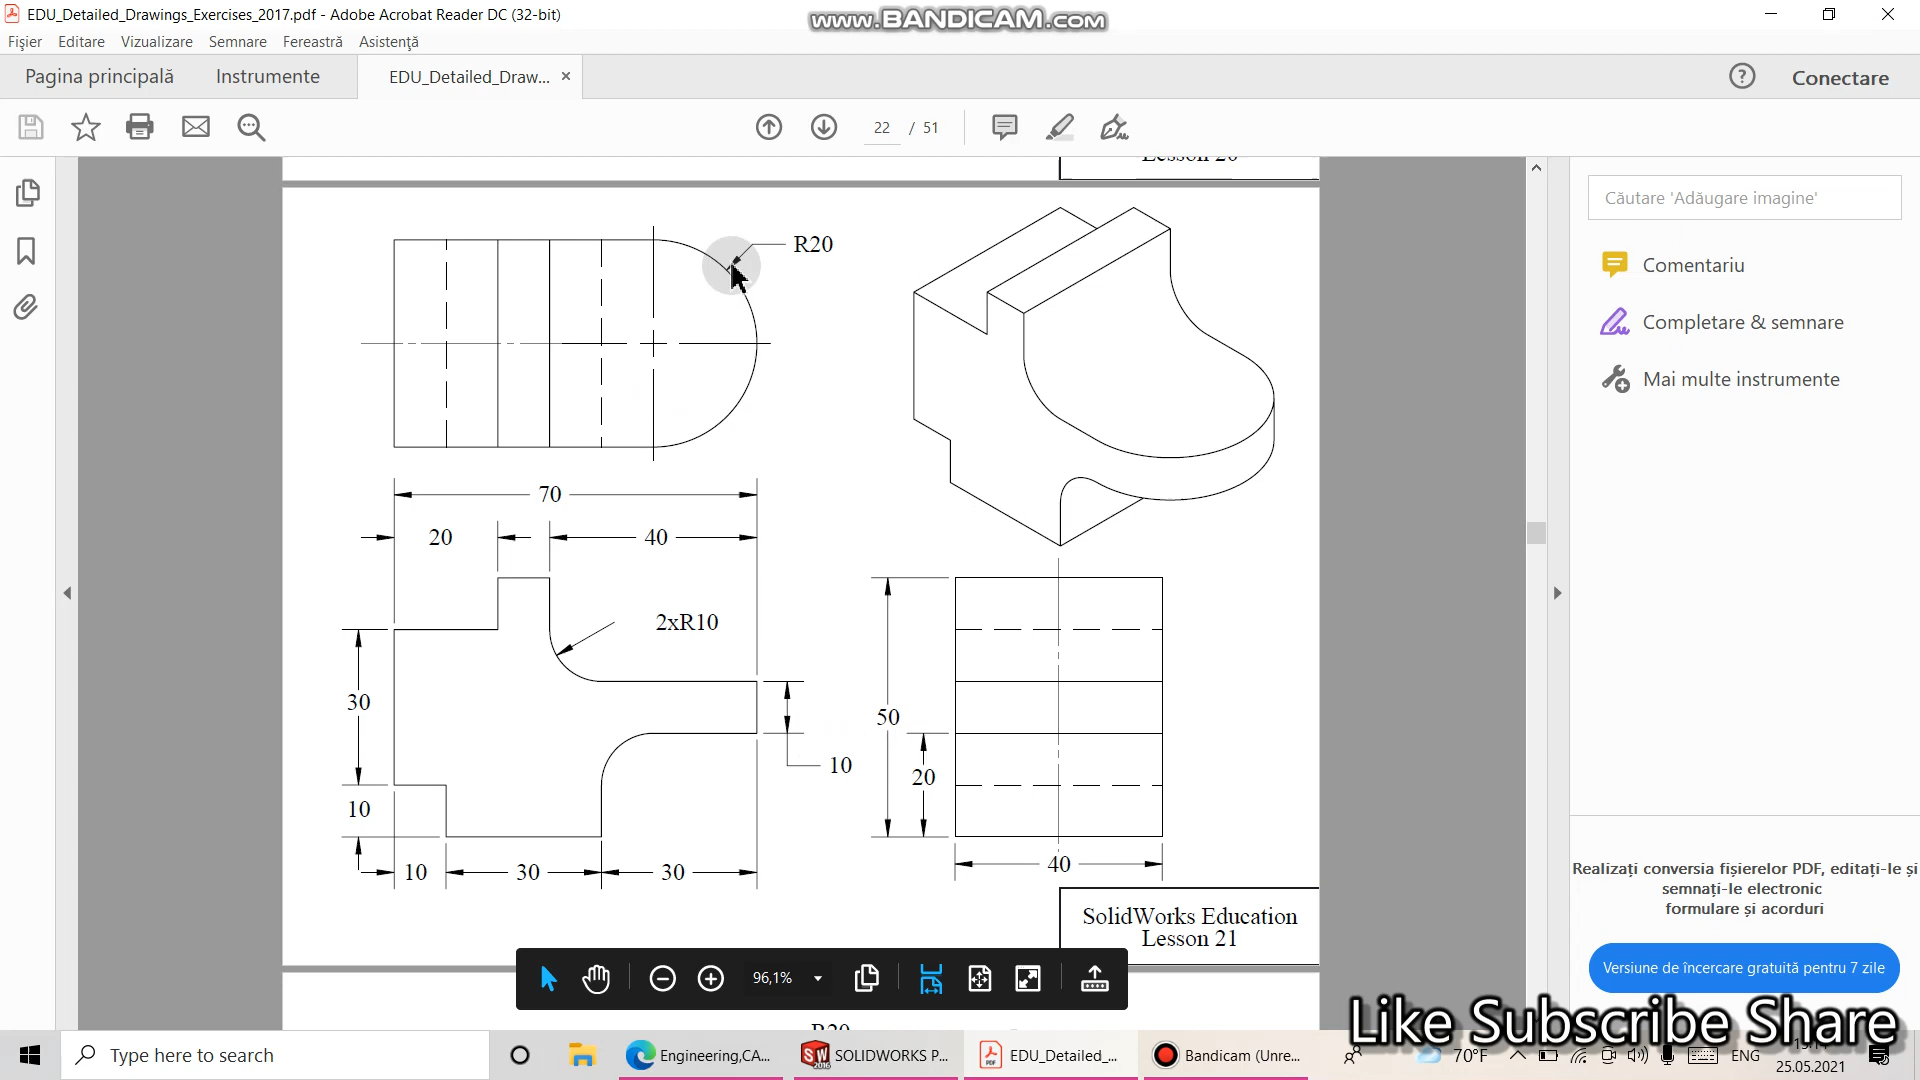 EDU_Detailed_Drawings_Exercises_2017.pdf - Adobe Acrobat Reader DC (32-bit)
www.BANDICAM.com
Fișier Editare Vizualizare Semnare Fereastră Asistență
Pagina principală Instrumente EDU_Detailed_Draw... ×
Conectare
22 / 51
Lesson 20
Căutare 'Adăugare imagine'
Comentariu
Completare & semnare
Mai multe instrumente
R20
70
20 40
2xR10
30
10
10
10 30 30
50
20
40
SolidWorks Education
Lesson 21
Realizați conversia fișierelor PDF, editați-le și
semnați-le electronic
formulare și acorduri
Versiune de încercare gratuită pentru 7 zile
96,1%
R20
Like Subscribe Share
Type here to search
Engineering,CA...
SOLIDWORKS P...
EDU_Detailed_...
Bandicam (Unre...
70°F
ENG
25.05.2021